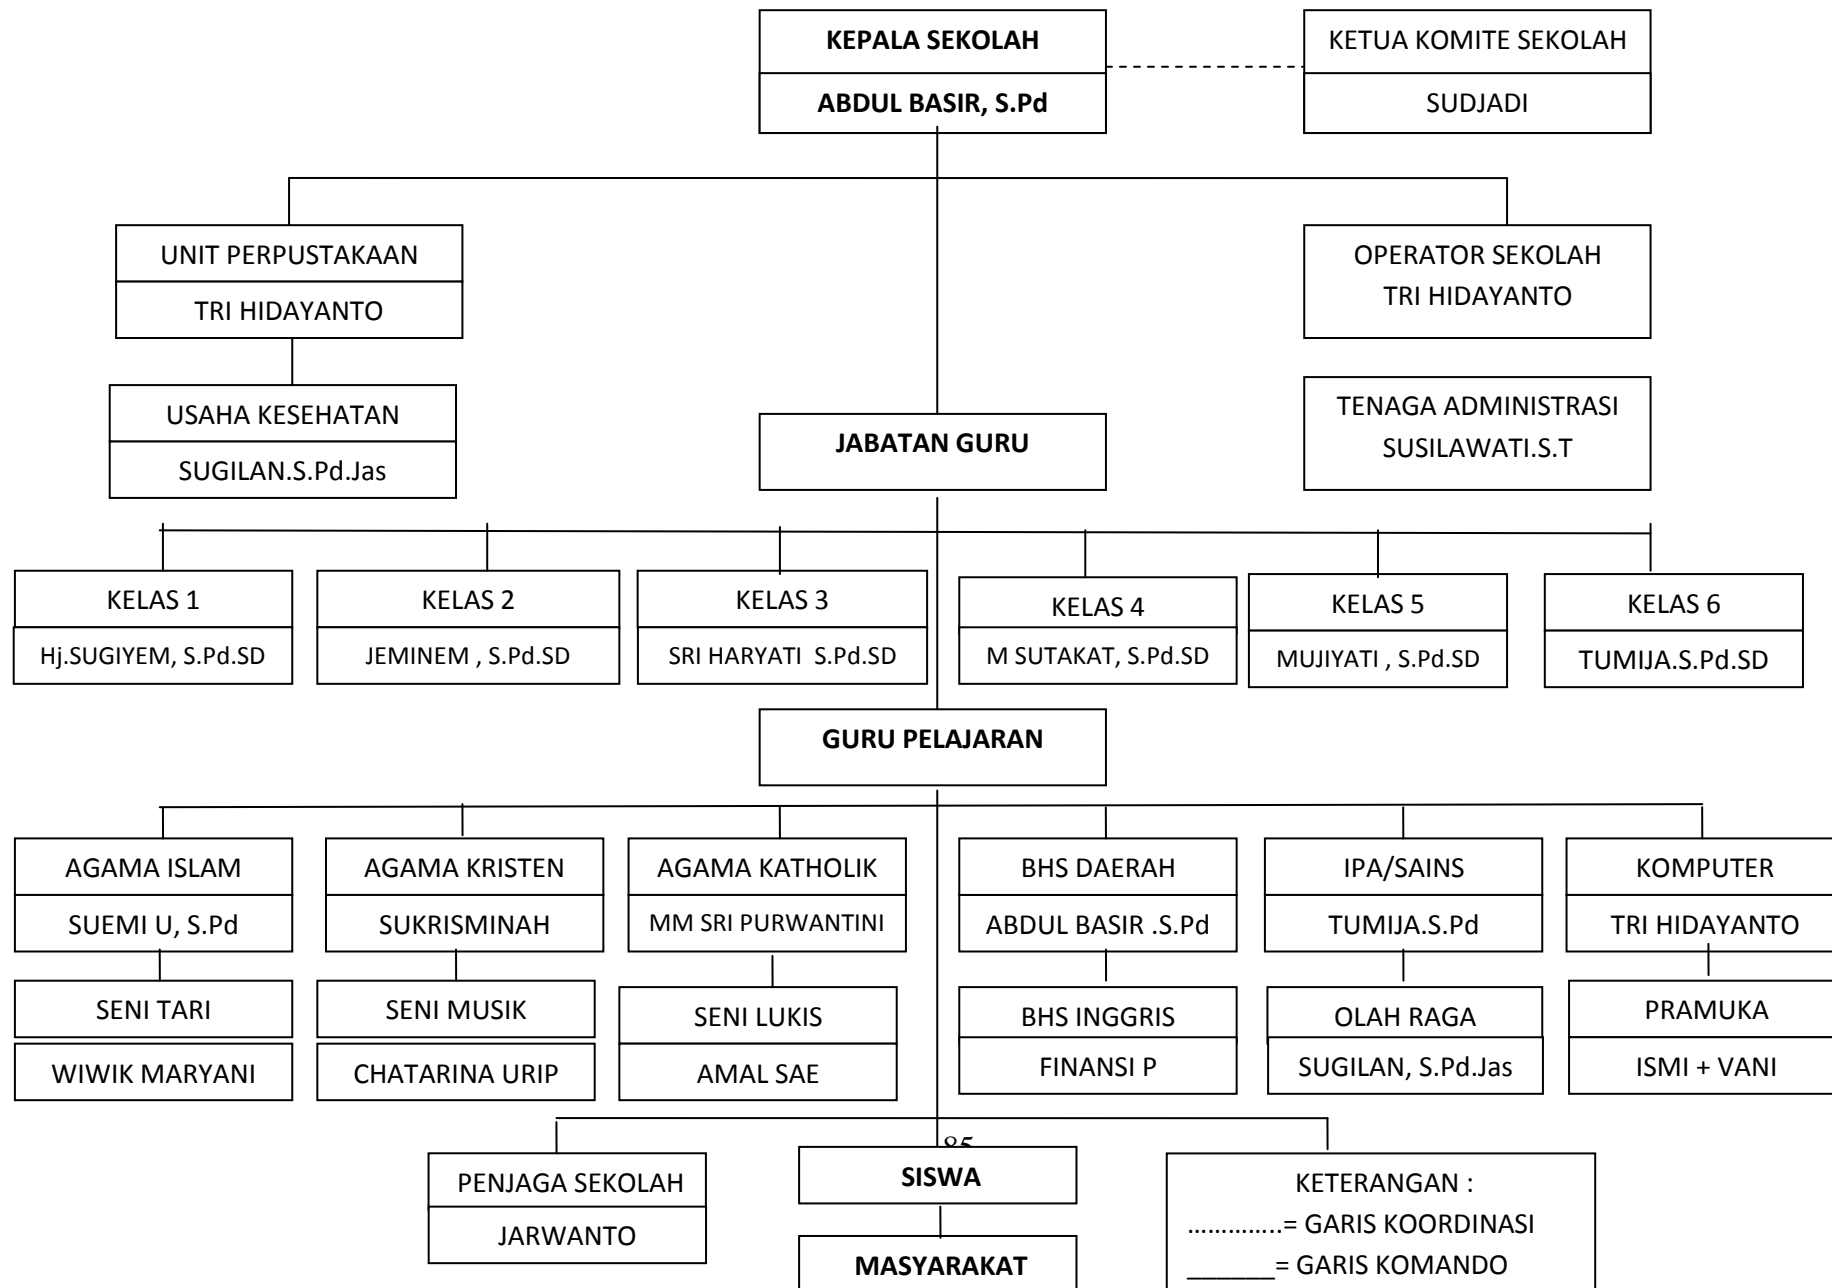 KEPALA SEKOLAH
ABDUL BASIR, S.Pd
KETUA KOMITE SEKOLAH
SUDJADI
UNIT PERPUSTAKAAN
TRI HIDAYANTO
OPERATOR SEKOLAH
TRI HIDAYANTO
USAHA KESEHATAN
SUGILAN.S.Pd.Jas
JABATAN GURU
TENAGA ADMINISTRASI
SUSILAWATI.S.T
KELAS 1
Hj.SUGIYEM, S.Pd.SD
KELAS 2
JEMINEM , S.Pd.SD
KELAS 3
SRI HARYATI  S.Pd.SD
KELAS 4
M SUTAKAT, S.Pd.SD
KELAS 5
MUJIYATI , S.Pd.SD
KELAS 6
TUMIJA.S.Pd.SD
GURU PELAJARAN
AGAMA ISLAM
SUEMI U, S.Pd
AGAMA KRISTEN
SUKRISMINAH
AGAMA KATHOLIK
MM SRI PURWANTINI
BHS DAERAH
ABDUL BASIR .S.Pd
IPA/SAINS
TUMIJA.S.Pd
KOMPUTER
TRI HIDAYANTO
SENI TARI
WIWIK MARYANI
SENI MUSIK
CHATARINA URIP
SENI LUKIS
AMAL SAE
BHS INGGRIS
FINANSI P
OLAH RAGA
SUGILAN, S.Pd.Jas
PRAMUKA
ISMI + VANI
85
PENJAGA SEKOLAH
JARWANTO
SISWA
MASYARAKAT
KETERANGAN :
.............= GARIS KOORDINASI
_______= GARIS KOMANDO